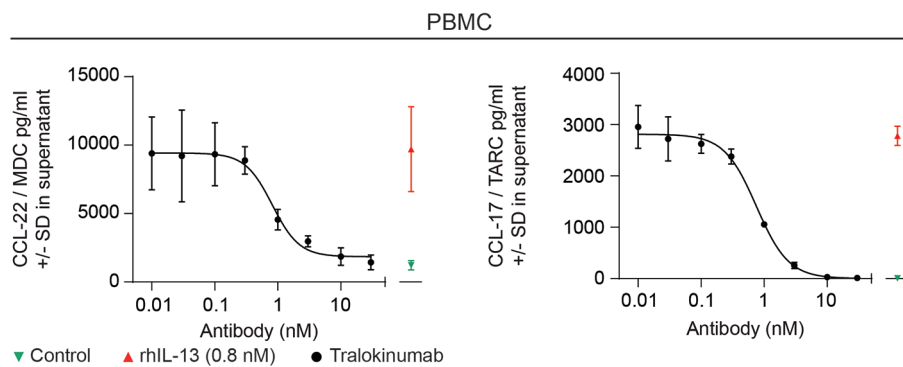 PBMC
CCL-22 / MDC pg/ml
+/- SD in supernatant
15000
10000
5000
0
0.01 0.1 1 10
Antibody (nM)
CCL-17 / TARC pg/ml
+/- SD in supernatant
4000
3000
2000
1000
0
0.01 0.1 1 10
Antibody (nM)
Control rhIL-13 (0.8 nM) Tralokinumab